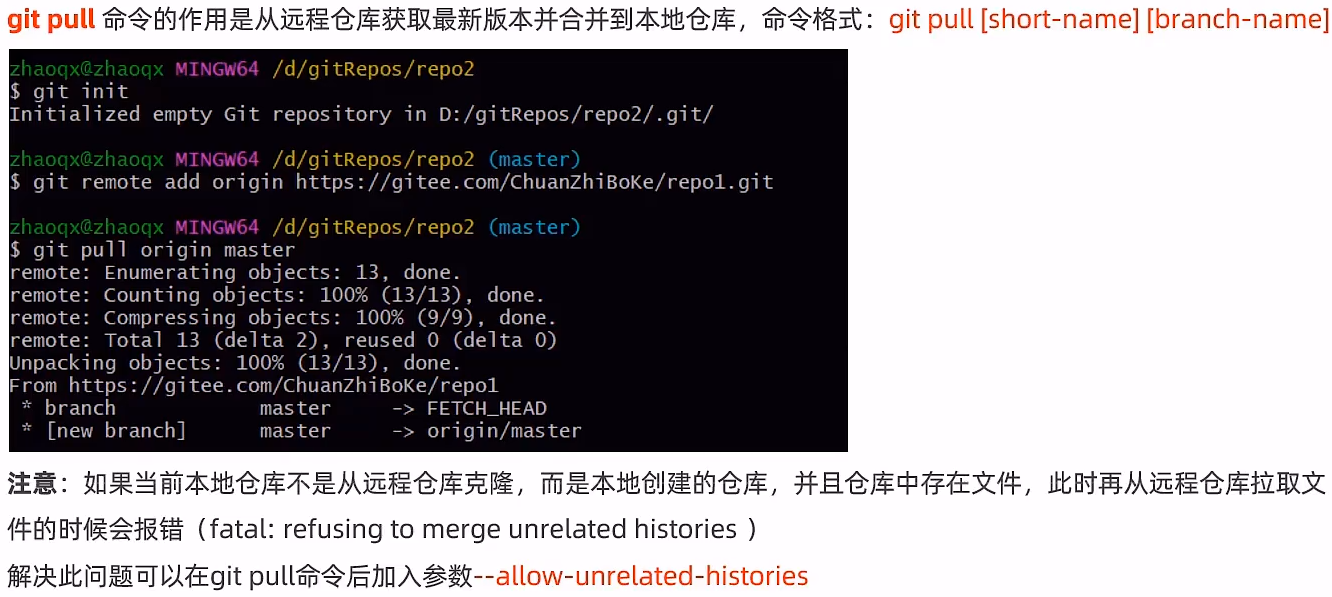 git pull 命令的作用是从远程仓库获取最新版本并合并到本地仓库，命令格式：git pull [short-name] [branch-name]
zhaoqx@zhaoqx MINGW64 /d/gitRepos/repo2
$ git init
Initialized empty Git repository in D:/gitRepos/repo2/.git/
zhaoqx@zhaoqx MINGW64 /d/gitRepos/repo2 (master)
$ git remote add origin https://gitee.com/ChuanZhiBoKe/repo1.git
zhaoqx@zhaoqx MINGW64 /d/gitRepos/repo2 (master)
$ git pull origin master
remote: Enumerating objects: 13, done.
remote: Counting objects: 100% (13/13), done.
remote: Compressing objects: 100% (9/9), done.
remote: Total 13 (delta 2), reused 0 (delta 0)
Unpacking objects: 100% (13/13), done.
From https://gitee.com/ChuanZhiBoKe/repo1
 * branch            master     -> FETCH_HEAD
 * [new branch]      master     -> origin/master
注意：如果当前本地仓库不是从远程仓库克隆，而是本地创建的仓库，并且仓库中存在文件，此时再从远程仓库拉取文
件的时候会报错（fatal: refusing to merge unrelated histories ）
解决此问题可以在git pull命令后加入参数--allow-unrelated-histories